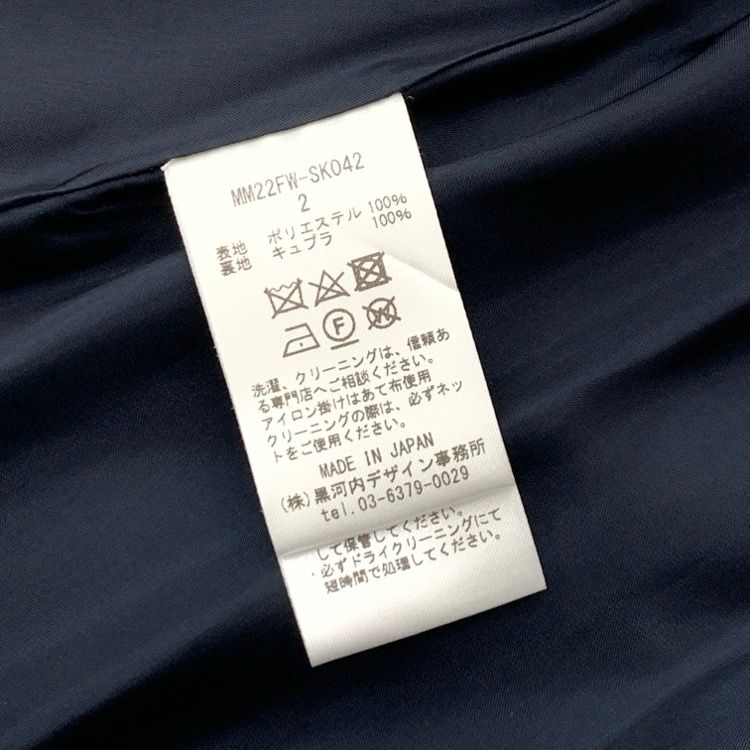 MM22FW-SK042
2
表地 ポリエステル 100%
裏地 キュプラ 100%
F W
洗濯、クリーニングは、信頼あ
る専門店へご相談ください。
アイロン掛けはあて布使用
クリーニングの際は、必ずネッ
トをご使用ください。
MADE IN JAPAN
(株)黒河内デザイン事務所
tel.03-6379-0029
して保管してください。
・必ずドライクリーニングにて
短時間で処理してください。